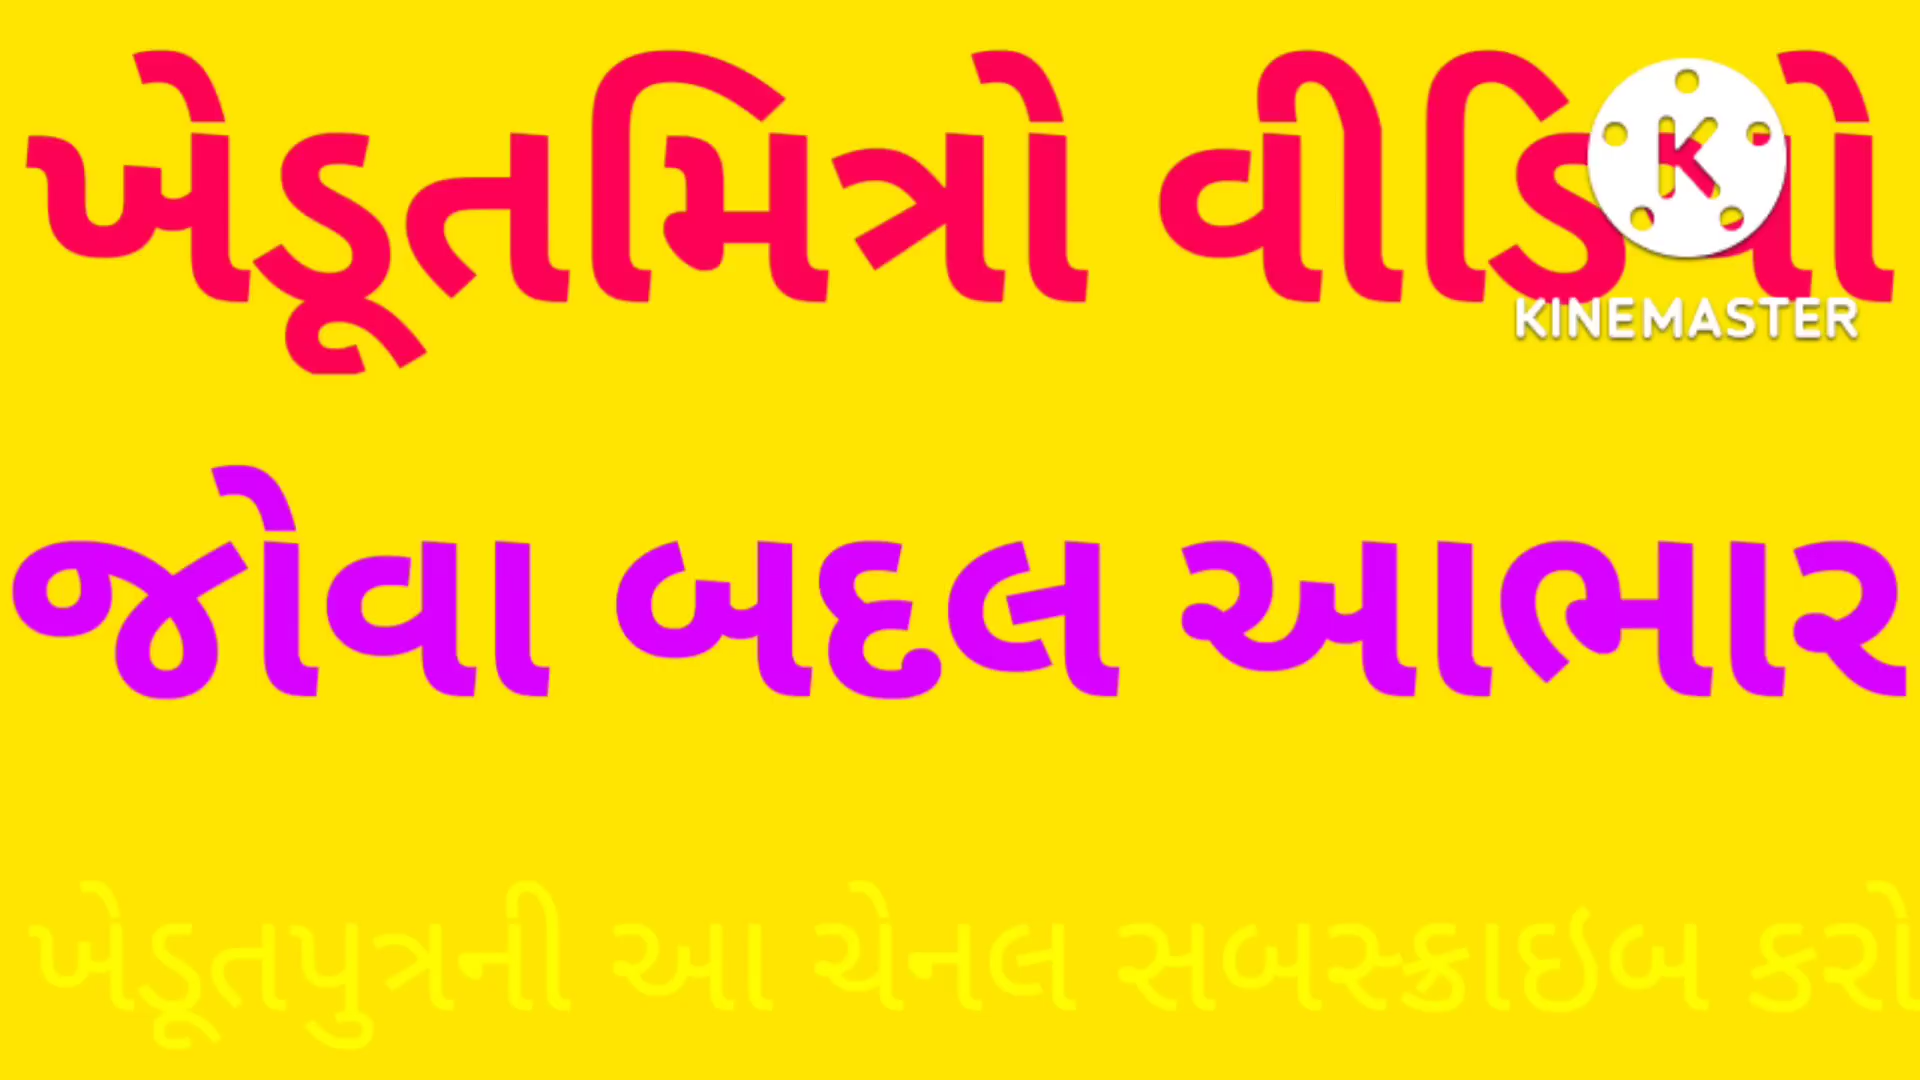 ખેડૂતમિત્રો વીડિયો
KINEMASTER
જોવા બદલ આભાર
ખેડૂતપુત્રની આ ચેનલ સબસ્ક્રાઇબ કરો